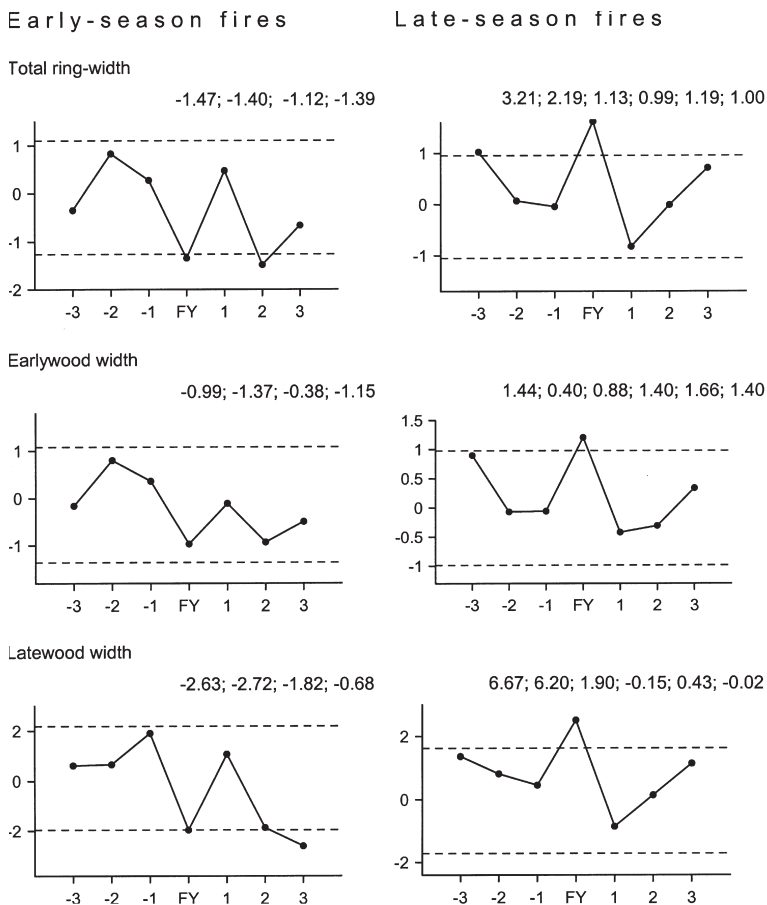 Early-season fires
Late-season fires
Total ring-width
-1.47; -1.40; -1.12; -1.39
3.21; 2.19; 1.13; 0.99; 1.19; 1.00
1
0
-1
-2
-3 -2 -1 FY 1 2 3
1
0
-1
-3 -2 -1 FY 1 2 3
Earlywood width
-0.99; -1.37; -0.38; -1.15
1.44; 0.40; 0.88; 1.40; 1.66; 1.40
1
0
-1
-3 -2 -1 FY 1 2 3
1.5
1
0.5
0
-0.5
-1
-3 -2 -1 FY 1 2 3
Latewood width
-2.63; -2.72; -1.82; -0.68
6.67; 6.20; 1.90; -0.15; 0.43; -0.02
2
0
-2
-3 -2 -1 FY 1 2 3
2
0
-2
-3 -2 -1 FY 1 2 3